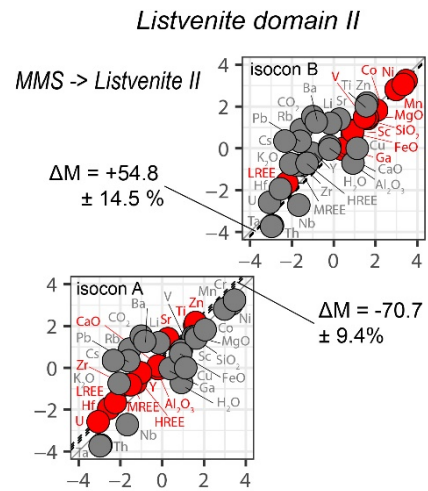 Listvenite domain II
MMS -> Listvenite II
isocon B
4
2
0
−2
−4
−4 −2 0 2 4
Co Ni
V
Ti Zn
Ba
CO2 Li Sr
Mn
Pb Rb
MgO
SiO2
Sc
Cs
FeO
Cu
Ga
K2O
CaO
LREE
Y
Al2O3
Hf
H2O
Zr
HREE
U
MREE
Ta
Nb
Th
ΔM = +54.8
± 14.5 %
isocon A
4
2
0
−2
−4
−4 −2 0 2 4
Cr
Mn
V
Zn
Ba
Ni
CO2 Li Sr Ti
Co
CaO
MgO
Pb Rb
Sc SiO2
Cs
Zr
FeO
Cu
K2O
Y
Ga
LREE
H2O
Hf
MREE Al2O3
U
HREE
Nb
Ta Th
ΔM = -70.7
± 9.4%